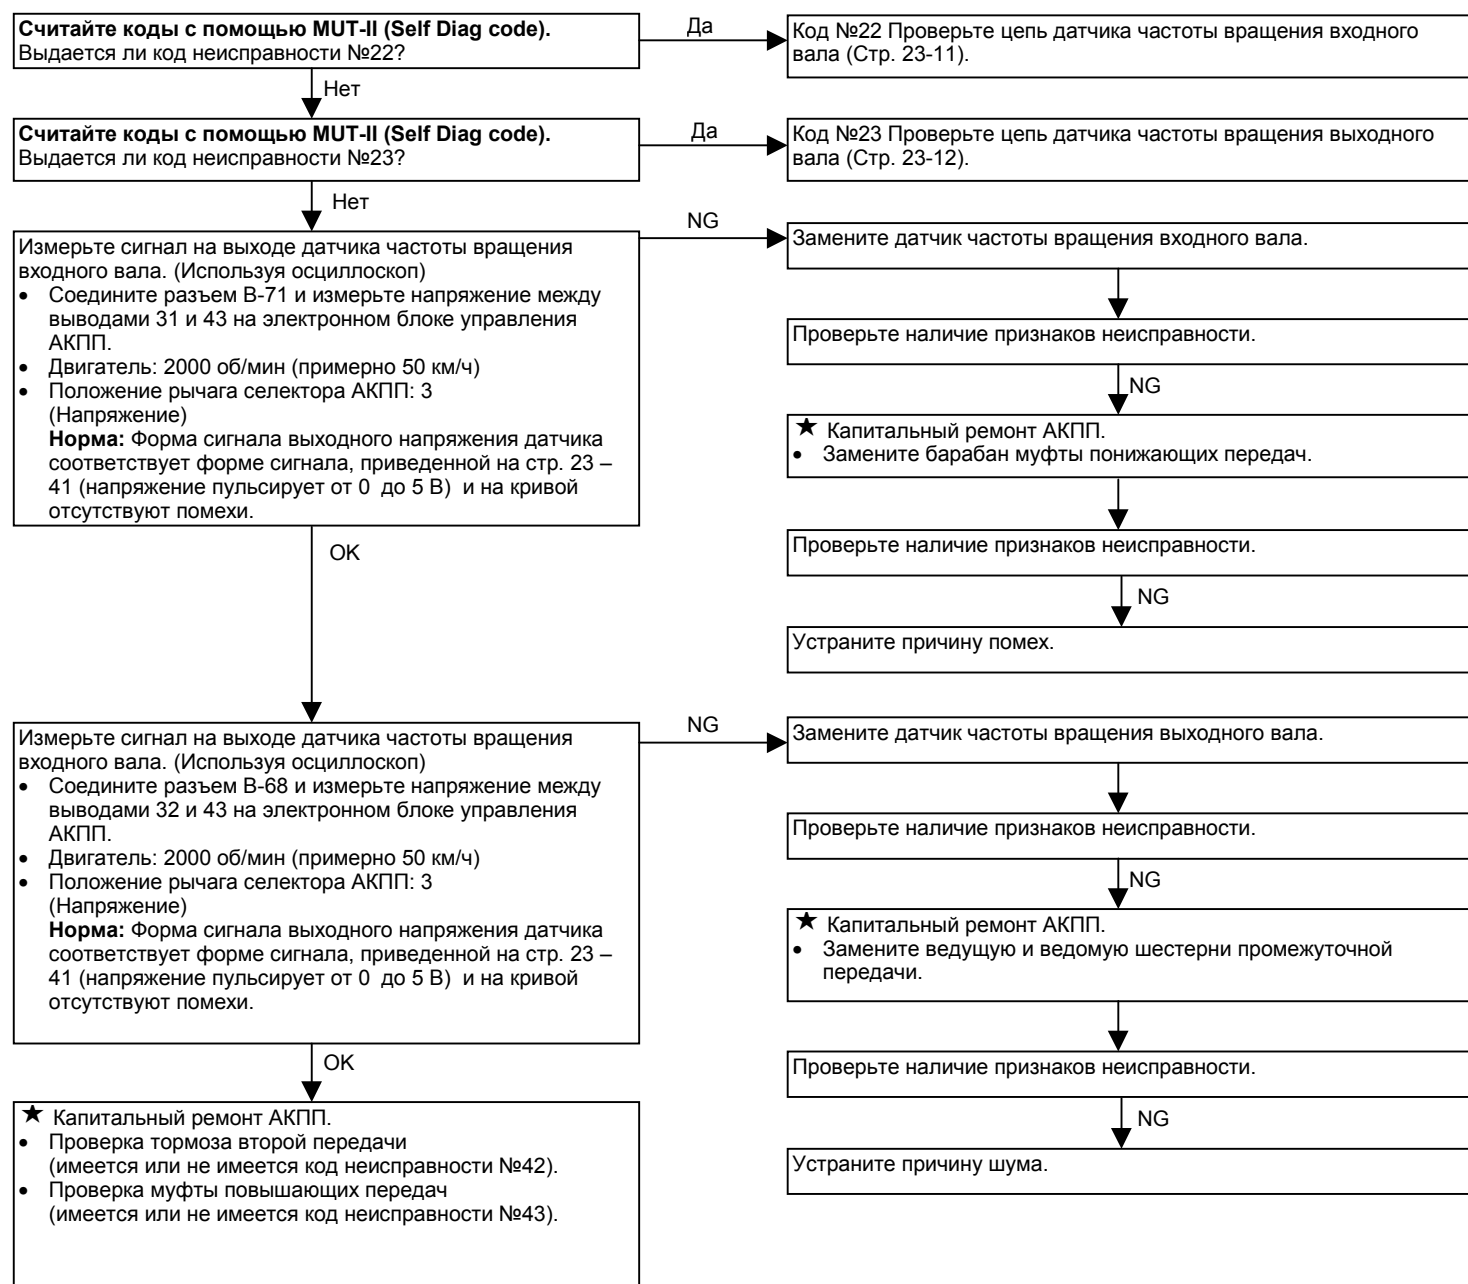 Считайте коды с помощью MUT-II (Self Diag code).
Выдается ли код неисправности №22?
Да
Код №22 Проверьте цепь датчика частоты вращения входного
вала (Стр. 23-11).
Нет
Считайте коды с помощью MUT-II (Self Diag code).
Выдается ли код неисправности №23?
Да
Код №23 Проверьте цепь датчика частоты вращения выходного
вала (Стр. 23-12).
Нет
Измерьте сигнал на выходе датчика частоты вращения
входного вала. (Используя осциллоскоп)
• Соедините разъем B-71 и измерьте напряжение между
выводами 31 и 43 на электронном блоке управления
АКПП.
• Двигатель: 2000 об/мин (примерно 50 км/ч)
• Положение рычага селектора АКПП: 3
(Напряжение)
Норма: Форма сигнала выходного напряжения датчика
соответствует форме сигнала, приведенной на стр. 23 –
41 (напряжение пульсирует от 0 до 5 В) и на кривой
отсутствуют помехи.
NG
Замените датчик частоты вращения входного вала.
Проверьте наличие признаков неисправности.
NG
★ Капитальный ремонт АКПП.
• Замените барабан муфты понижающих передач.
Проверьте наличие признаков неисправности.
NG
Устраните причину помех.
OK
Измерьте сигнал на выходе датчика частоты вращения
входного вала. (Используя осциллоскоп)
• Соедините разъем B-68 и измерьте напряжение между
выводами 32 и 43 на электронном блоке управления
АКПП.
• Двигатель: 2000 об/мин (примерно 50 км/ч)
• Положение рычага селектора АКПП: 3
(Напряжение)
Норма: Форма сигнала выходного напряжения датчика
соответствует форме сигнала, приведенной на стр. 23 –
41 (напряжение пульсирует от 0 до 5 В) и на кривой
отсутствуют помехи.
NG
Замените датчик частоты вращения выходного вала.
Проверьте наличие признаков неисправности.
NG
★ Капитальный ремонт АКПП.
• Замените ведущую и ведомую шестерни промежуточной
передачи.
Проверьте наличие признаков неисправности.
NG
Устраните причину шума.
OK
★ Капитальный ремонт АКПП.
• Проверка тормоза второй передачи
(имеется или не имеется код неисправности №42).
• Проверка муфты повышающих передач
(имеется или не имеется код неисправности №43).